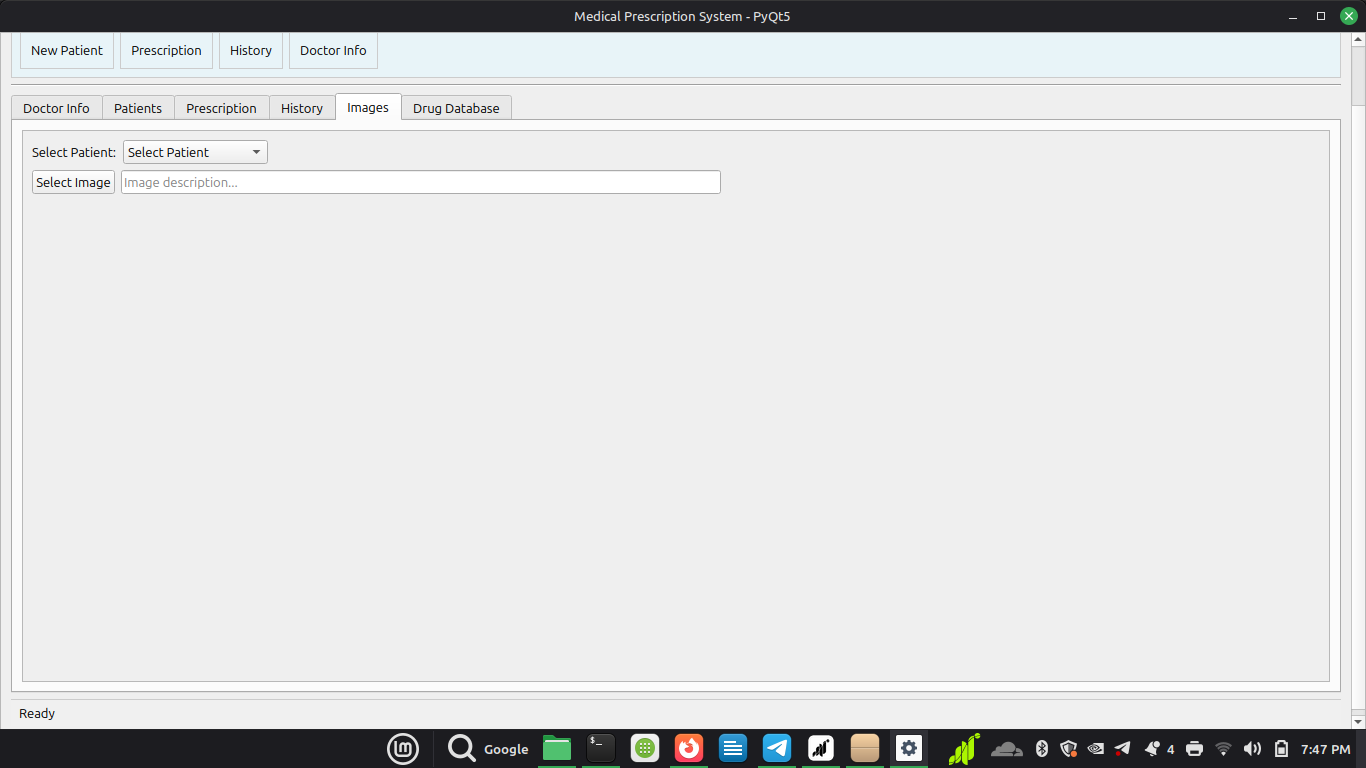 Medical Prescription System - PyQt5
New Patient Prescription History Doctor Info
Doctor Info Patients Prescription History Images Drug Database
Select Patient: Select Patient
Select Image Image description...
Ready
lm Google $_ 4 7:47 PM